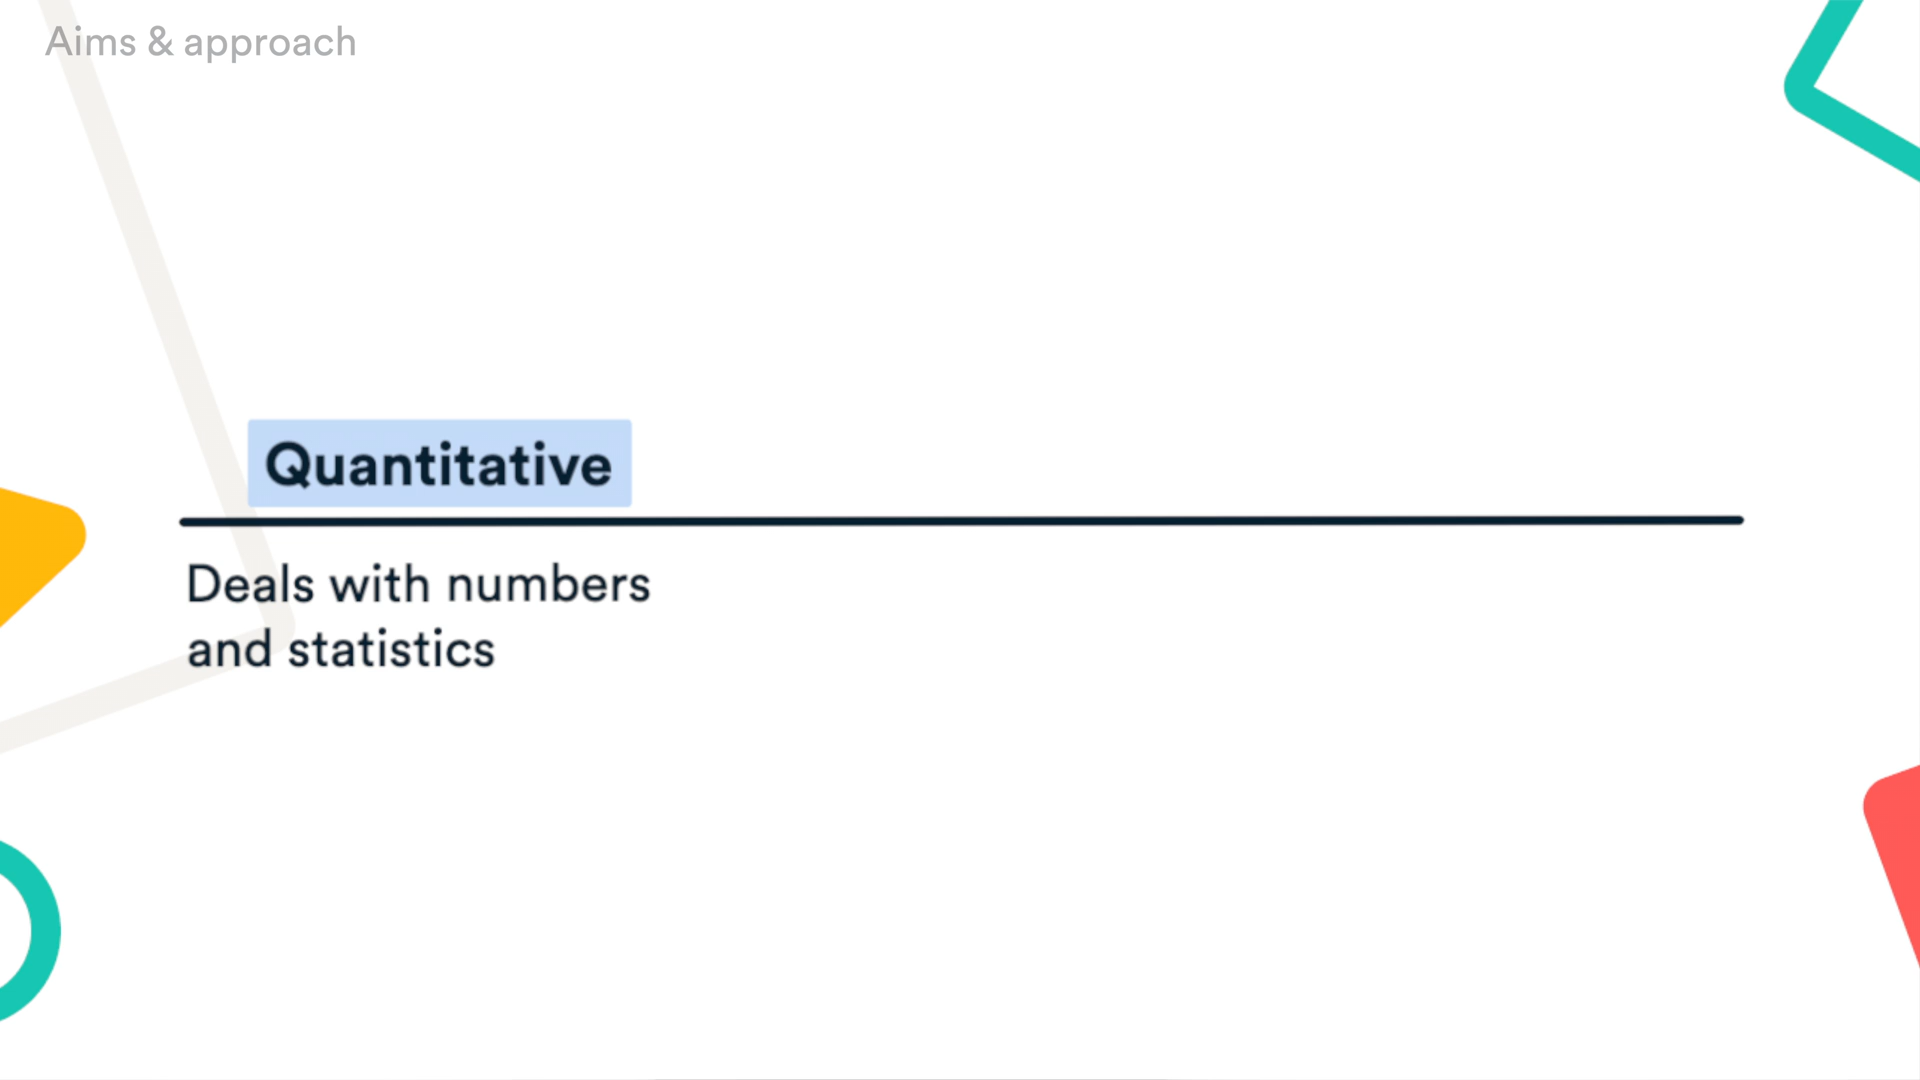 Aims & approach
Quantitative
Deals with numbers
and statistics